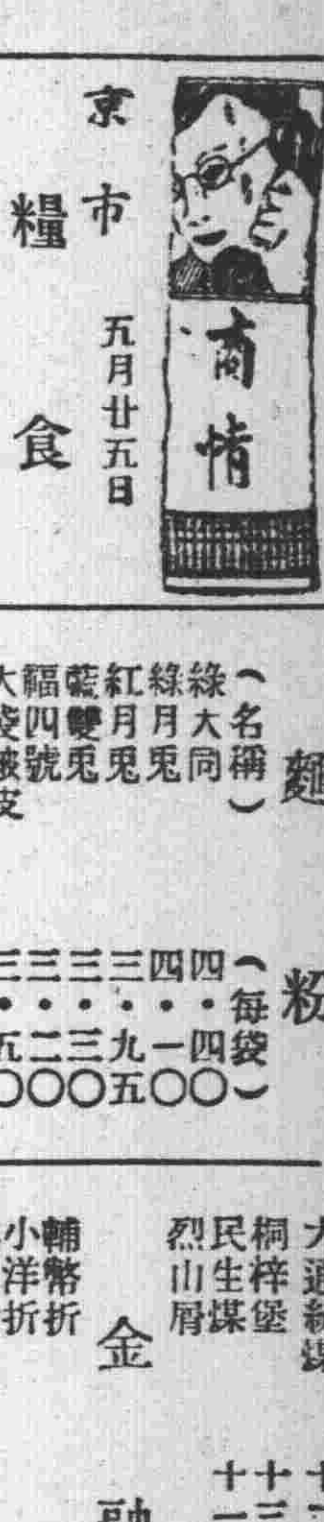 商情
京市 五月廿五日
糧食
麵粉
（名稱）（每袋）
綠大同 四・四〇
綠月兎 四・一〇
紅月兎 三・九五
藍雙兎 三・三〇
福四號 三・二〇
桐梓堡
民生煤
烈山屑
金融
輔幣折
小洋折